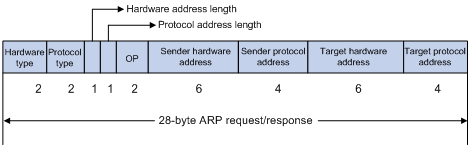 Hardware address length
Protocol address length
Hardware type
Protocol type
OP
Sender hardware address
Sender protocol address
Target hardware address
Target protocol address
2 2 1 1 2 6 4 6 4
28-byte ARP request/response